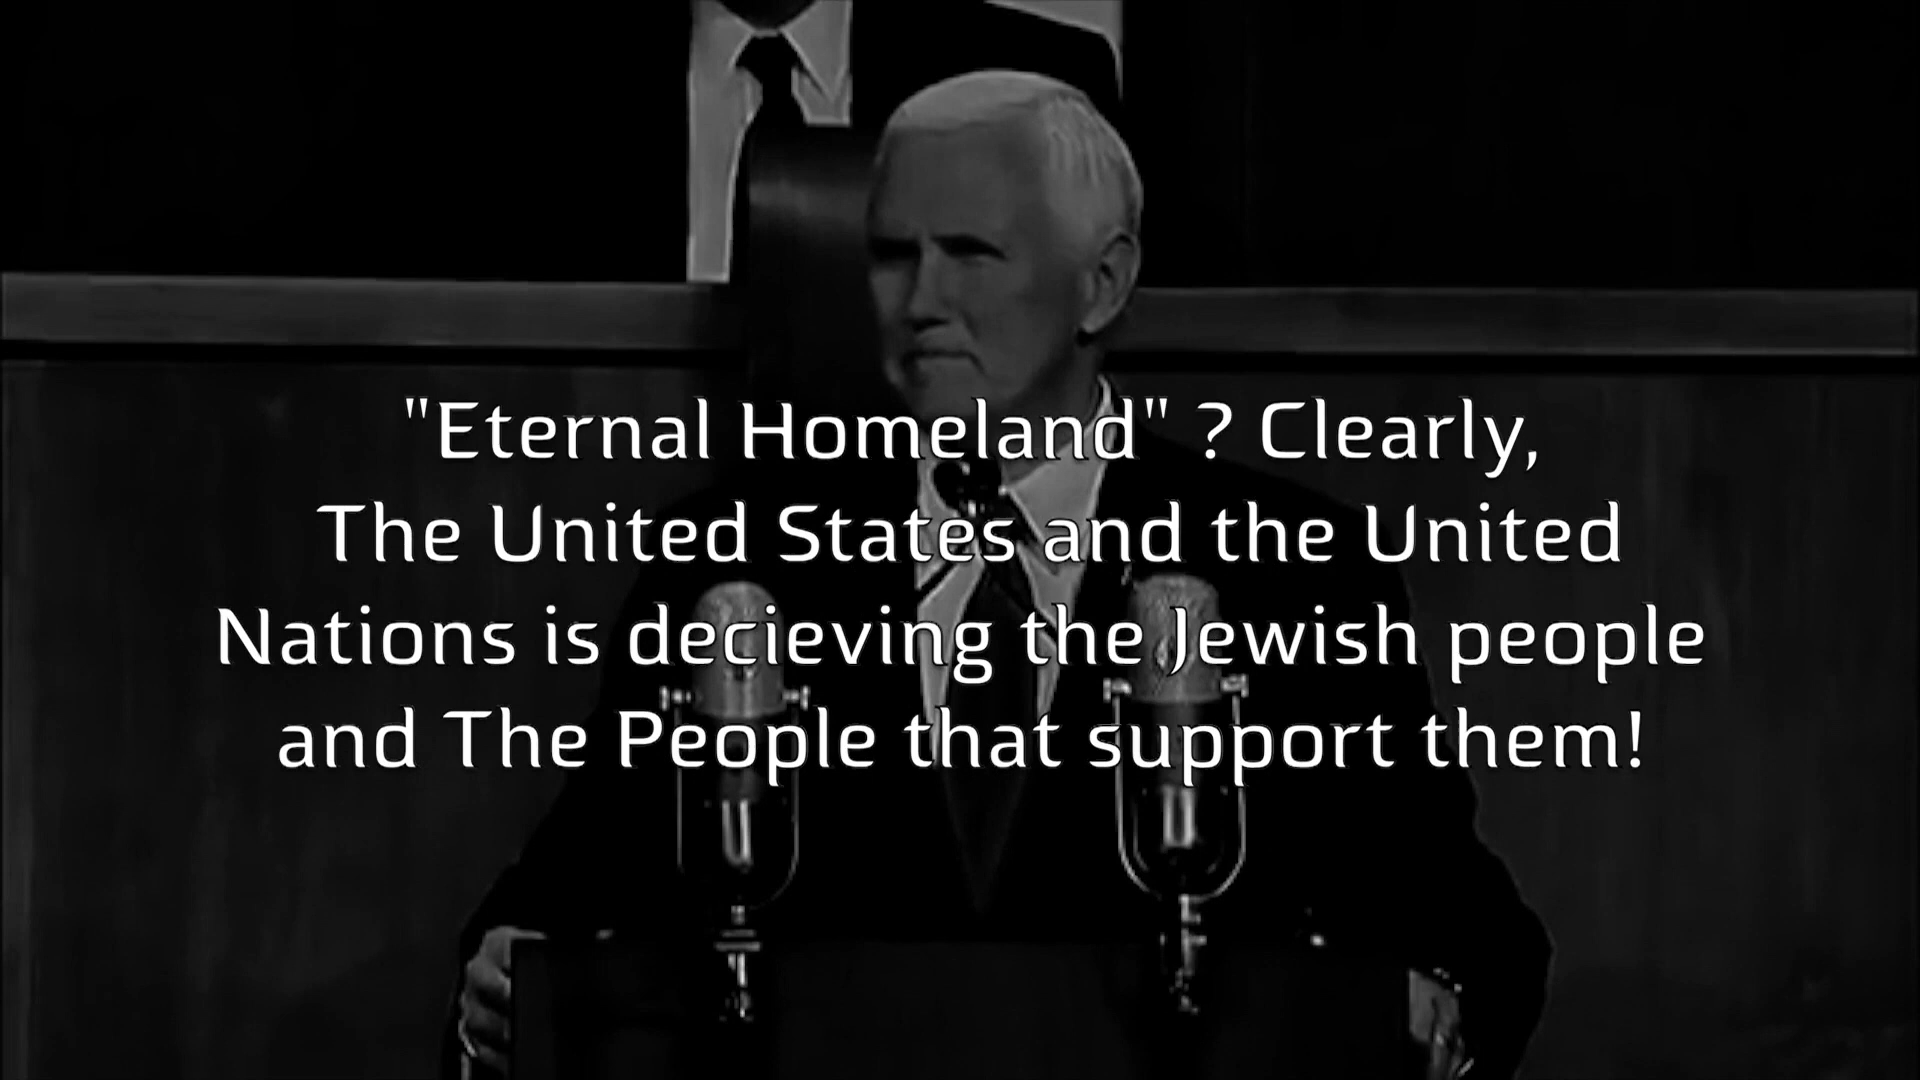 "Eternal Homeland" ? Clearly,
The United States and the United
Nations is decieving the Jewish people
and The People that support them!